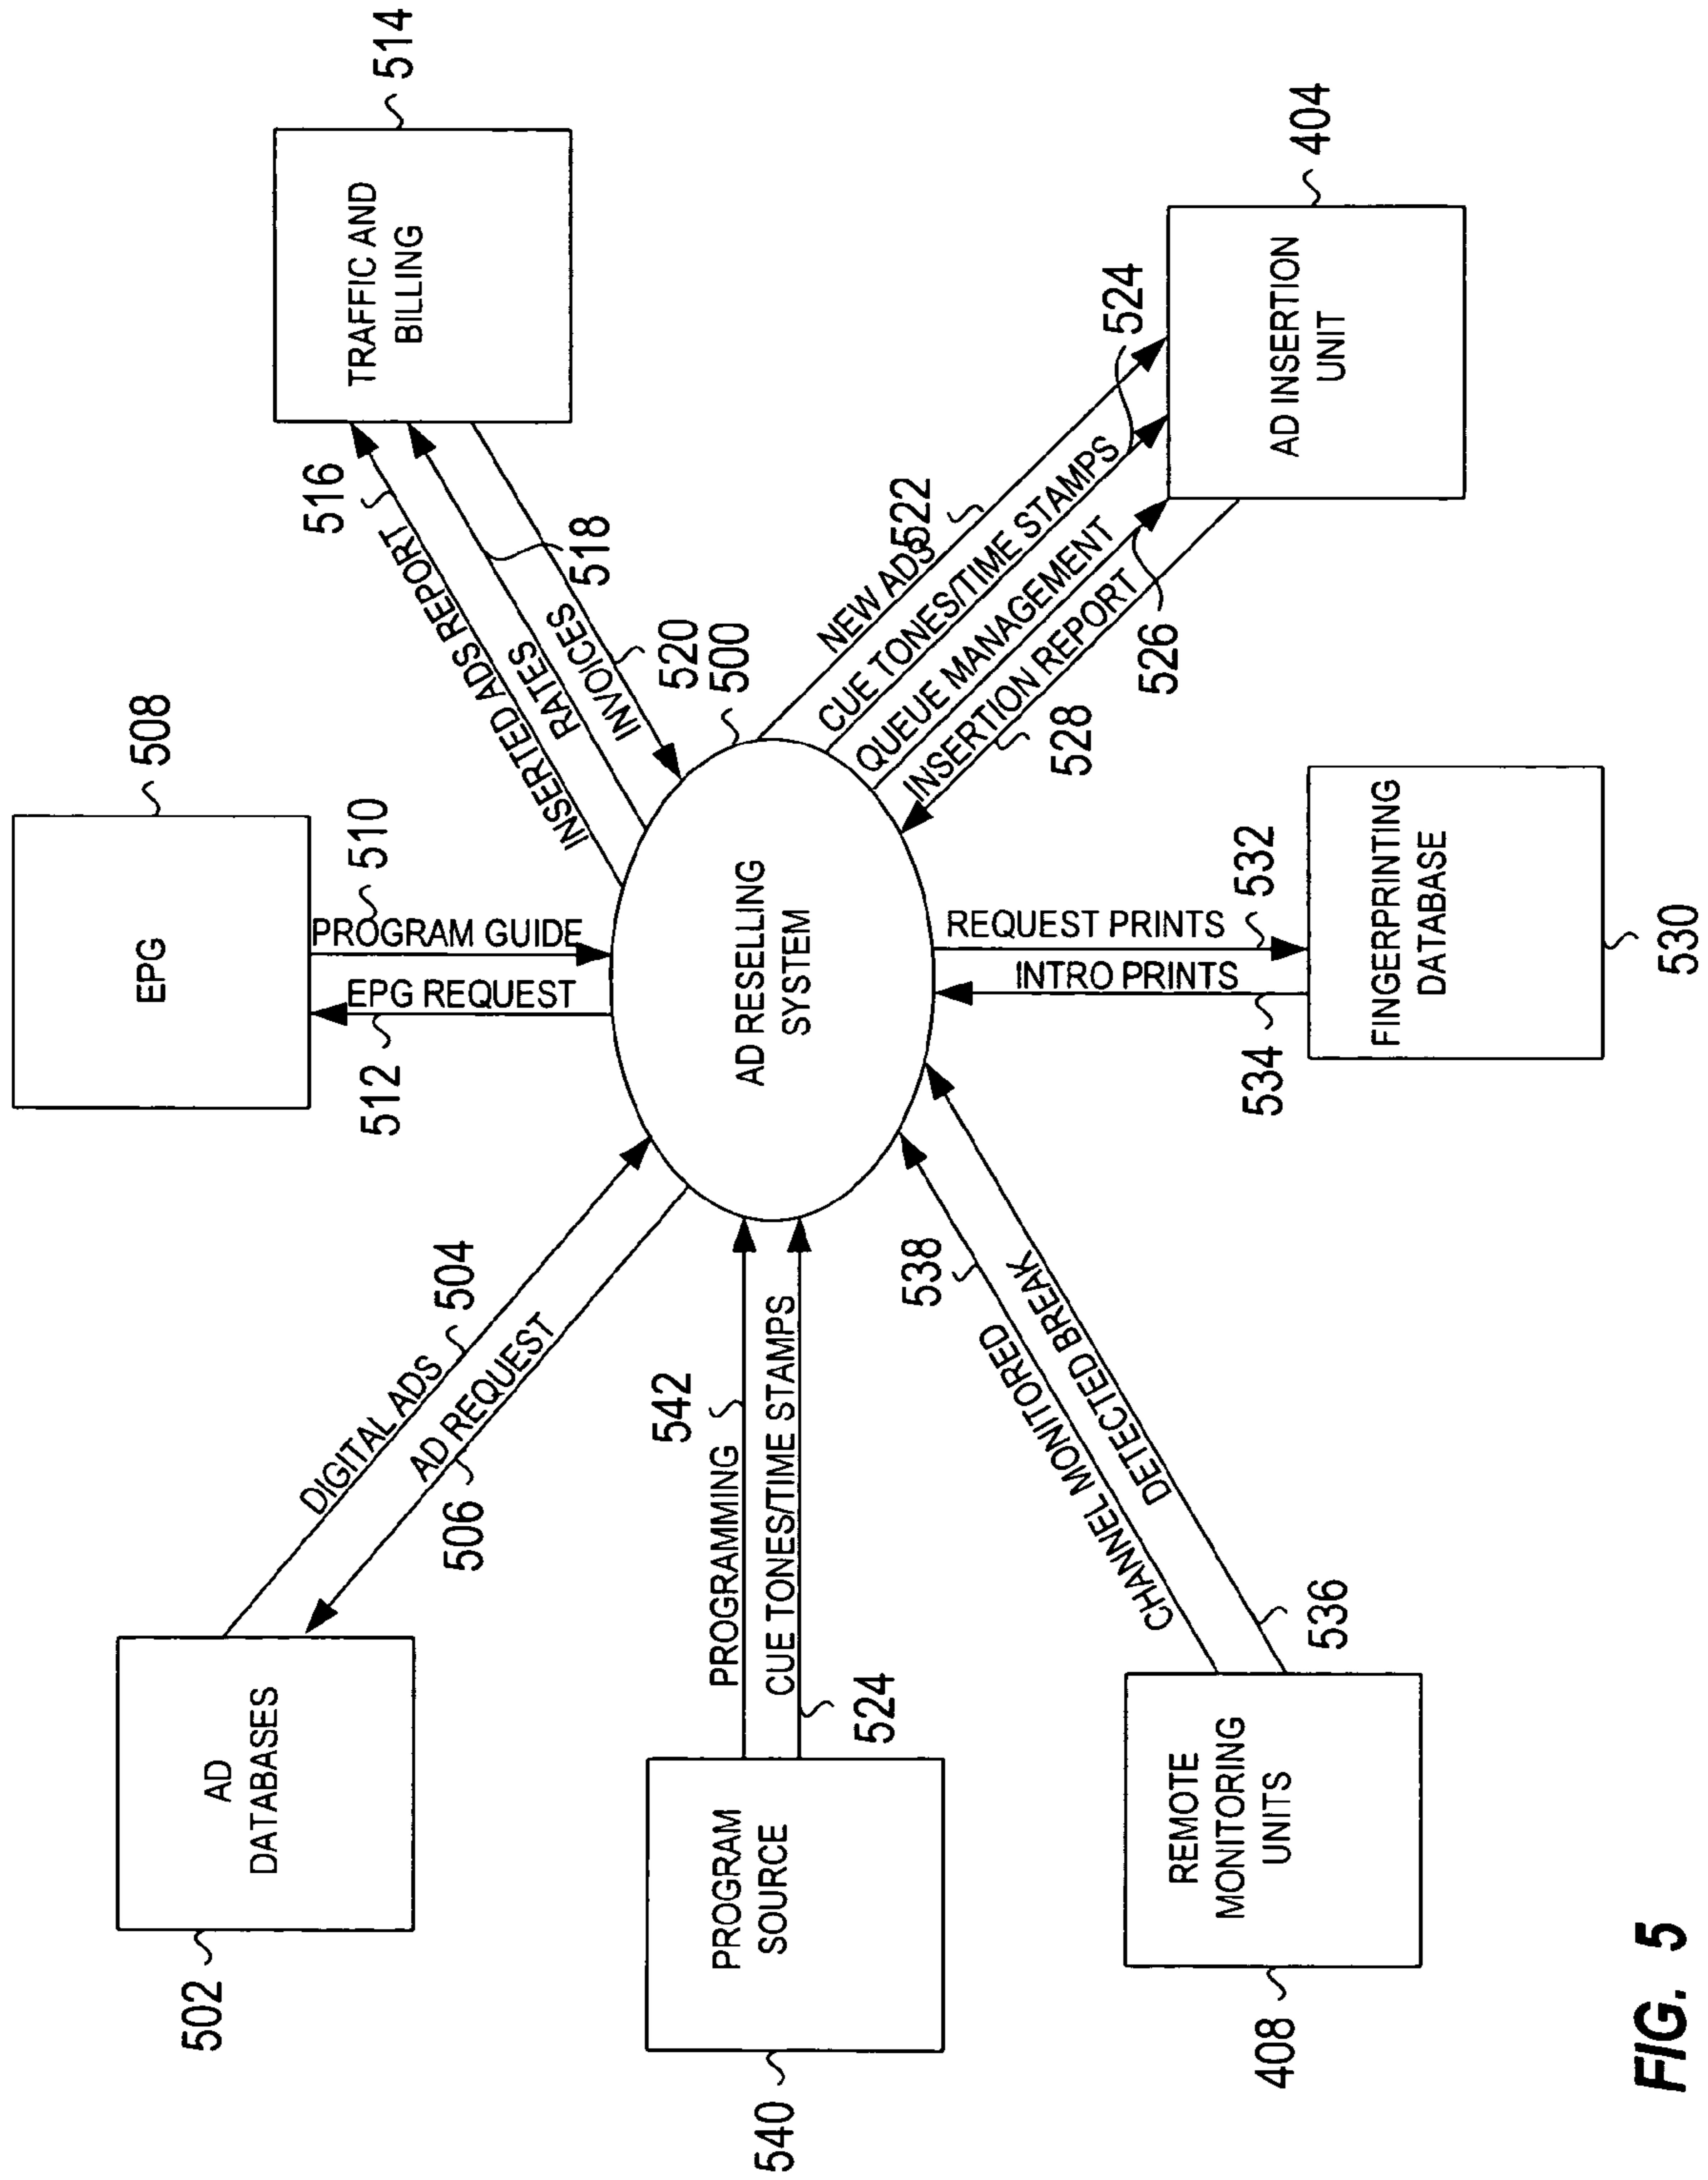 508
EPG
PROGRAM GUIDE
510
EPG REQUEST
512
514
TRAFFIC AND
BILLING
516
INSERTED ADS REPORT
RATES
518
INVOICES
520
500
AD RESELLING
SYSTEM
502
AD
DATABASES
DIGITAL ADS
504
AD REQUEST
506
540
PROGRAM
SOURCE
PROGRAMMING
542
CUE TONES/TIME STAMPS
524
408
REMOTE
MONITORING
UNITS
CHANNEL MONITORED
538
DETECTED BREAK
536
530
FINGERPRINTING
DATABASE
REQUEST PRINTS
532
INTRO PRINTS
534
404
AD INSERTION
UNIT
NEW ADS
522
CUE TONES/TIME STAMPS
524
QUEUE MANAGEMENT
526
INSERTION REPORT
528
FIG. 5